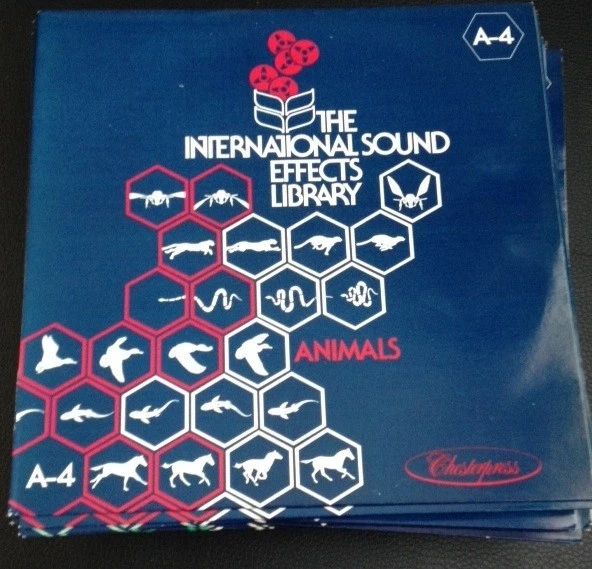 A-4
THE
INTERNATIONAL SOUND
EFFECTS
LIBRARY
ANIMALS
A-4
Chesterpress